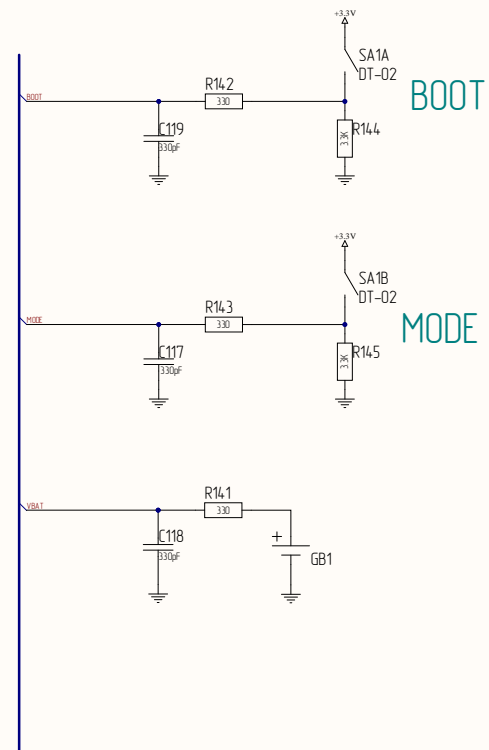 +3.3V
SA1A
DT-02
BOOT
R142
BOOT
330
C119
330pF
R144
3.3K
+3.3V
SA1B
DT-02
MODE
R143
MODE
330
C117
330pF
R145
3.3K
R141
VBAT
330
C118
330pF
+
GB1